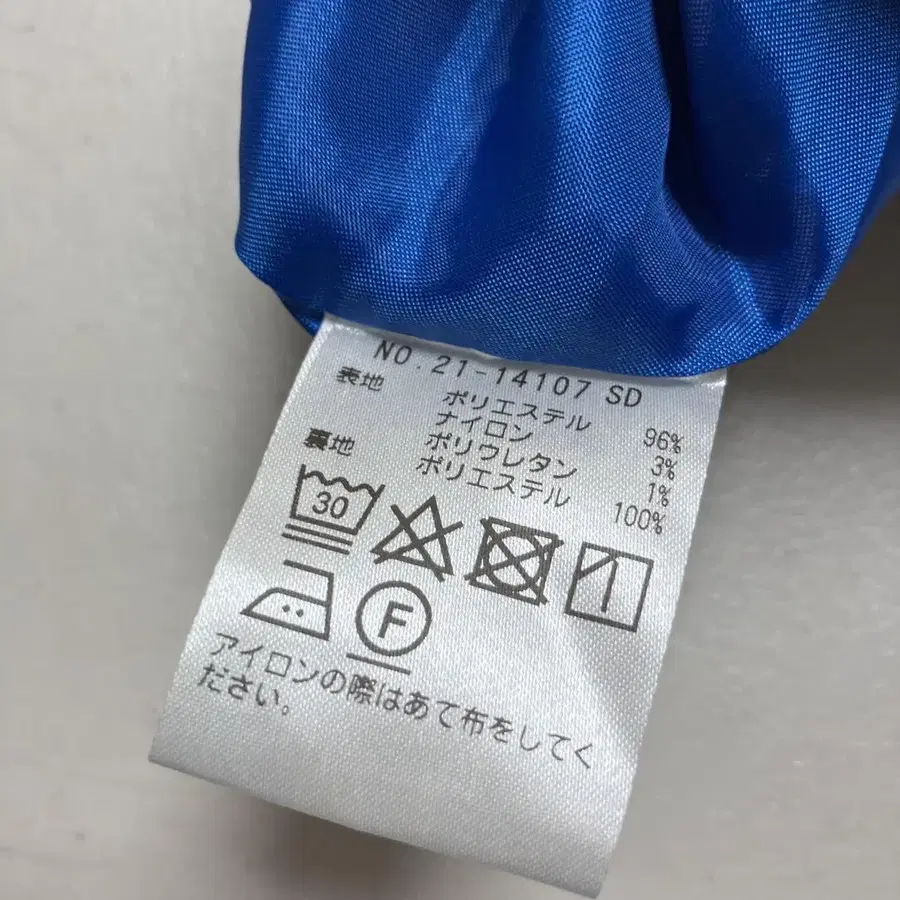 NO.21-14107 SD
表地 ポリエステル 96%
ナイロン 3%
ポリウレタン 1%
裏地 ポリエステル 100%
30
F
アイロンの際はあて布をしてく
ださい。